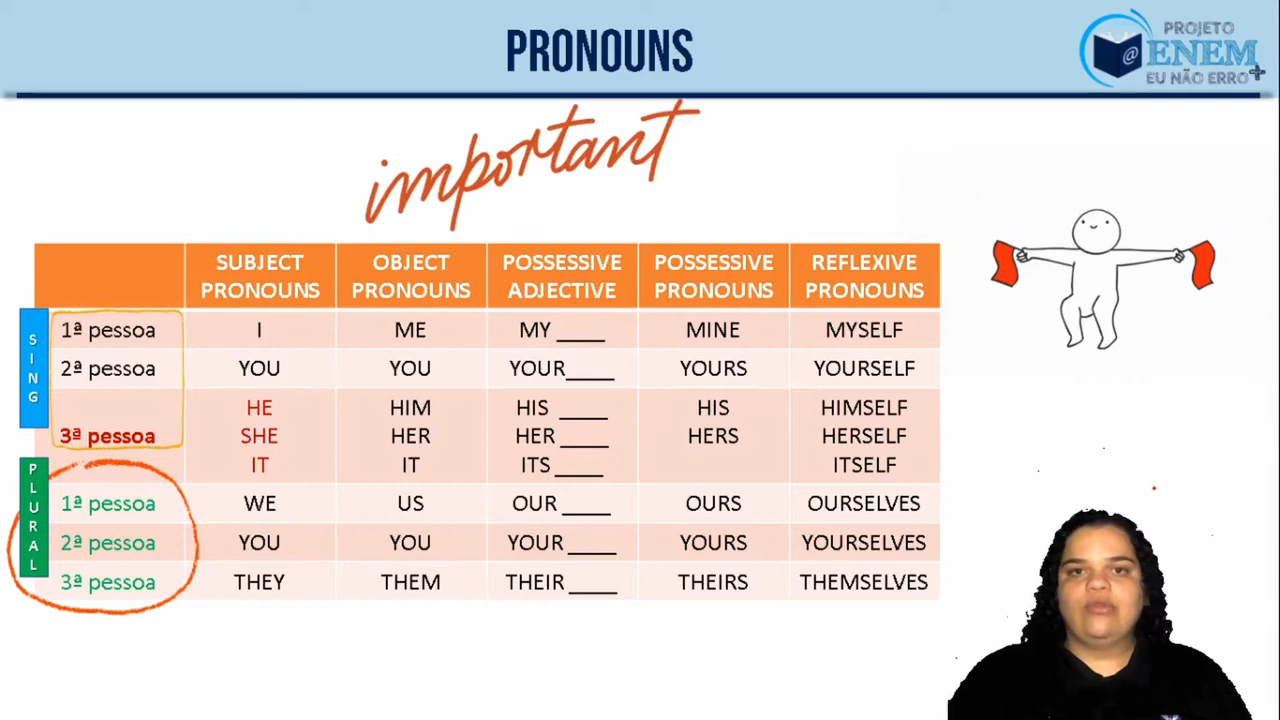 PRONOUNS
PROJETO
@ENEM+
EU NÃO ERRO
important
SUBJECT PRONOUNS OBJECT PRONOUNS POSSESSIVE ADJECTIVE POSSESSIVE PRONOUNS REFLEXIVE PRONOUNS
SING
1ª pessoa I ME MY ____ MINE MYSELF
2ª pessoa YOU YOU YOUR____ YOURS YOURSELF
HE HIM HIS ____ HIS HIMSELF
3ª pessoa SHE HER HER ____ HERS HERSELF
IT IT ITS ____ ITSELF
PLURAL
1ª pessoa WE US OUR ____ OURS OURSELVES
2ª pessoa YOU YOU YOUR ____ YOURS YOURSELVES
3ª pessoa THEY THEM THEIR ____ THEIRS THEMSELVES